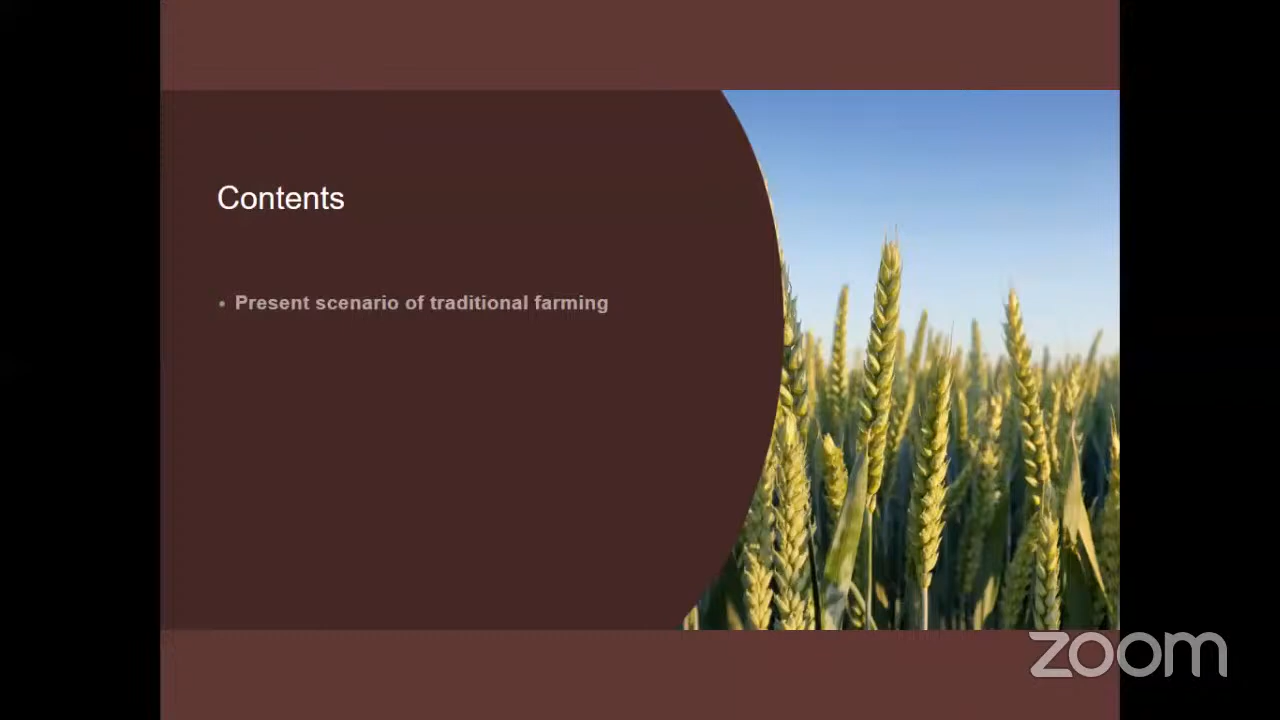 Contents
• Present scenario of traditional farming
zoom